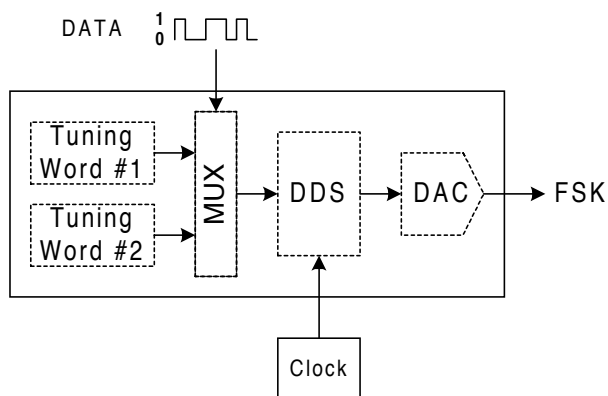 DATA
1
0
Tuning
Word #1
Tuning
Word #2
MUX
DDS
DAC
FSK
Clock